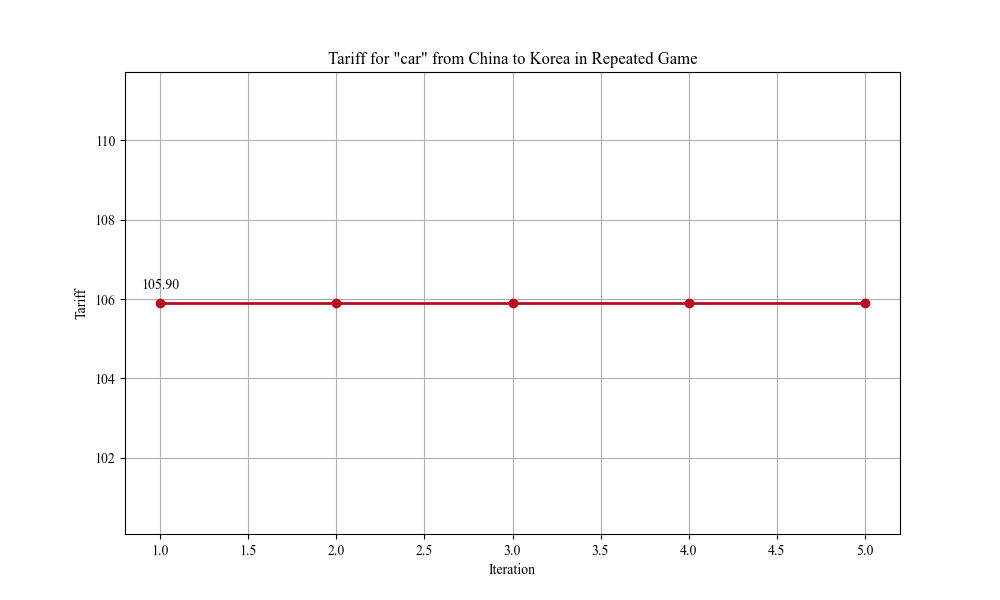 Tariff for "car" from China to Korea in Repeated Game
110
108
106
104
102
Tariff
105.90
1.0 1.5 2.0 2.5 3.0 3.5 4.0 4.5 5.0
Iteration